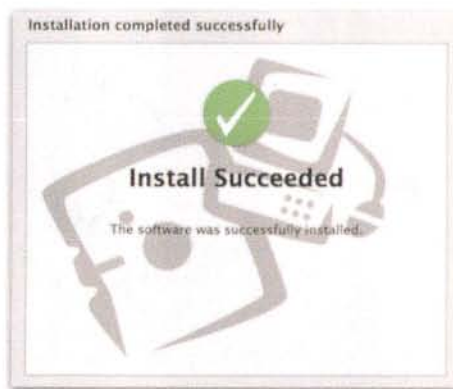 Installation completed successfully
Install Succeeded
The software was successfully installed.